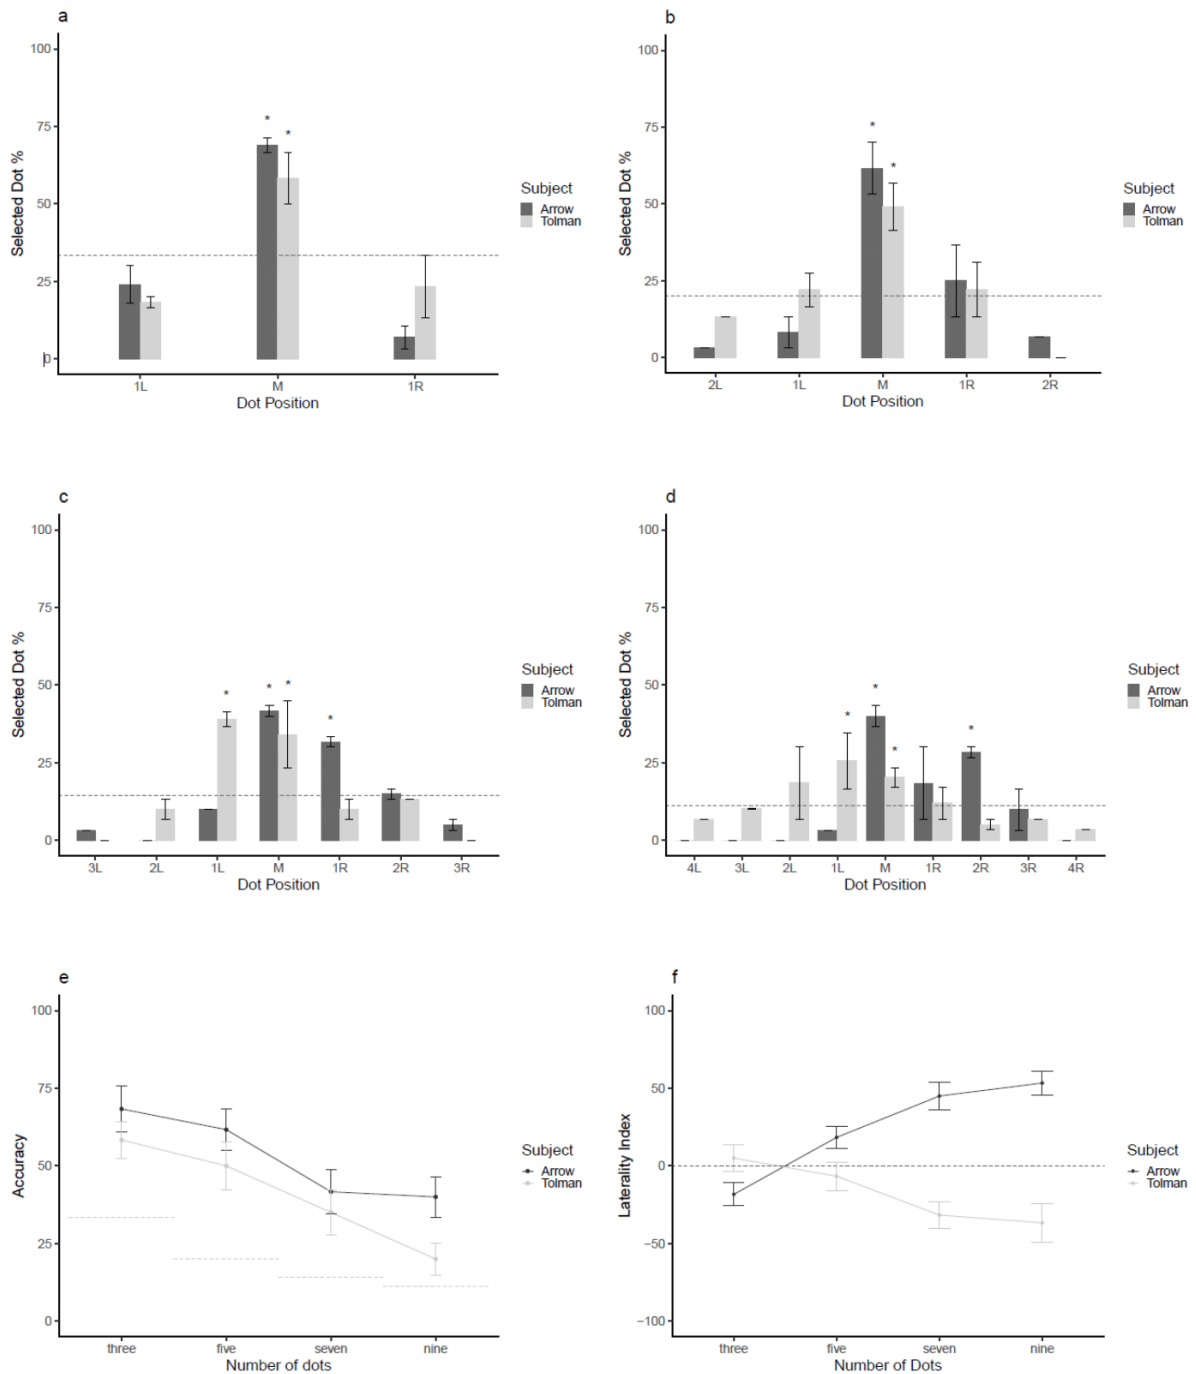 a
100
75
50
25
0
Selected Dot %
* *
1L M 1R
Dot Position
Subject
Arrow
Tolman
b
100
75
50
25
0
Selected Dot %
* *
2L 1L M 1R 2R
Dot Position
Subject
Arrow
Tolman
c
100
75
50
25
0
Selected Dot %
* * * *
3L 2L 1L M 1R 2R 3R
Dot Position
Subject
Arrow
Tolman
d
100
75
50
25
0
Selected Dot %
* * * *
4L 3L 2L 1L M 1R 2R 3R 4R
Dot Position
Subject
Arrow
Tolman
e
100
75
50
25
0
Accuracy
three five seven nine
Number of dots
Subject
Arrow
Tolman
f
100
50
0
−50
−100
Laterality Index
three five seven nine
Number of Dots
Subject
Arrow
Tolman